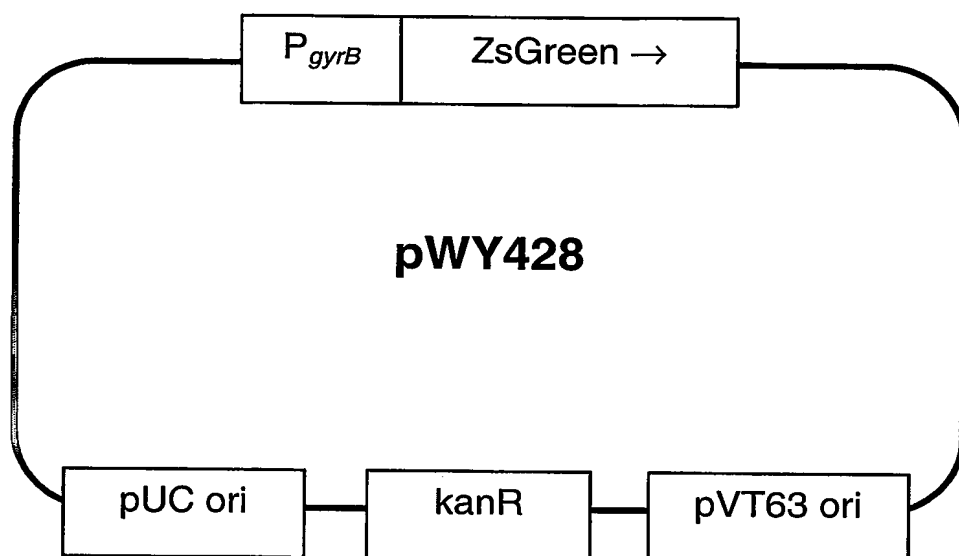 PgyrB
ZsGreen →
pWY428
pUC ori
kanR
pVT63 ori